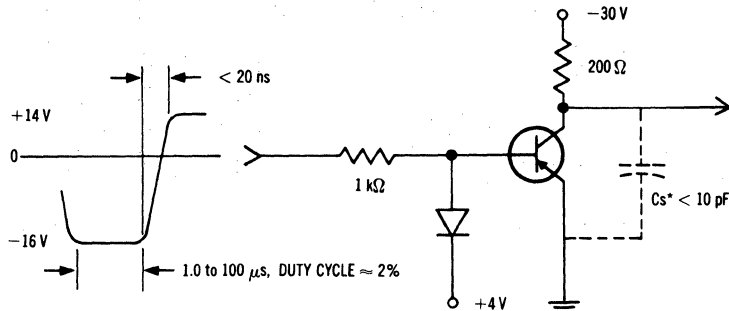 −30 V
< 20 ns
200 Ω
+14 V
0
1 kΩ
Cs* < 10 pF
−16 V
1.0 to 100 μs, DUTY CYCLE ≈ 2%
+4 V